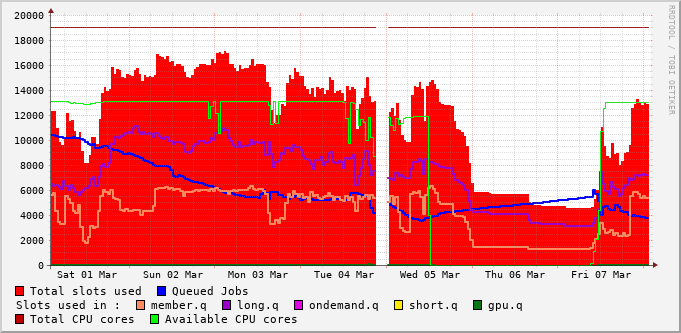 20000
18000
16000
14000
12000
10000
8000
6000
4000
2000
0
Sat 01 Mar Sun 02 Mar Mon 03 Mar Tue 04 Mar Wed 05 Mar Thu 06 Mar Fri 07 Mar
RRDTOOL / TOBI OETIKER
Total slots used Queued Jobs
Slots used in : member.q long.q ondemand.q short.q gpu.q
Total CPU cores Available CPU cores